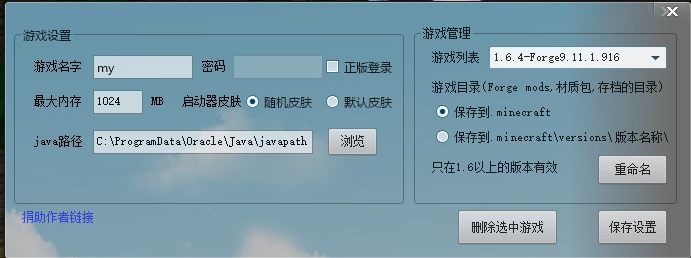 游戏设置
游戏名字 my 密码 正版登录
最大内存 1024 MB 启动器皮肤 随机皮肤 默认皮肤
java路径 C:\ProgramData\Oracle\Java\javapath 浏览
捐助作者链接
游戏管理
游戏列表 1.6.4-Forge9.11.1.916
游戏目录(Forge mods,材质包,存档的目录)
保存到.minecraft
保存到.minecraft\versions\版本名称\
只在1.6以上的版本有效 重命名
删除选中游戏 保存设置